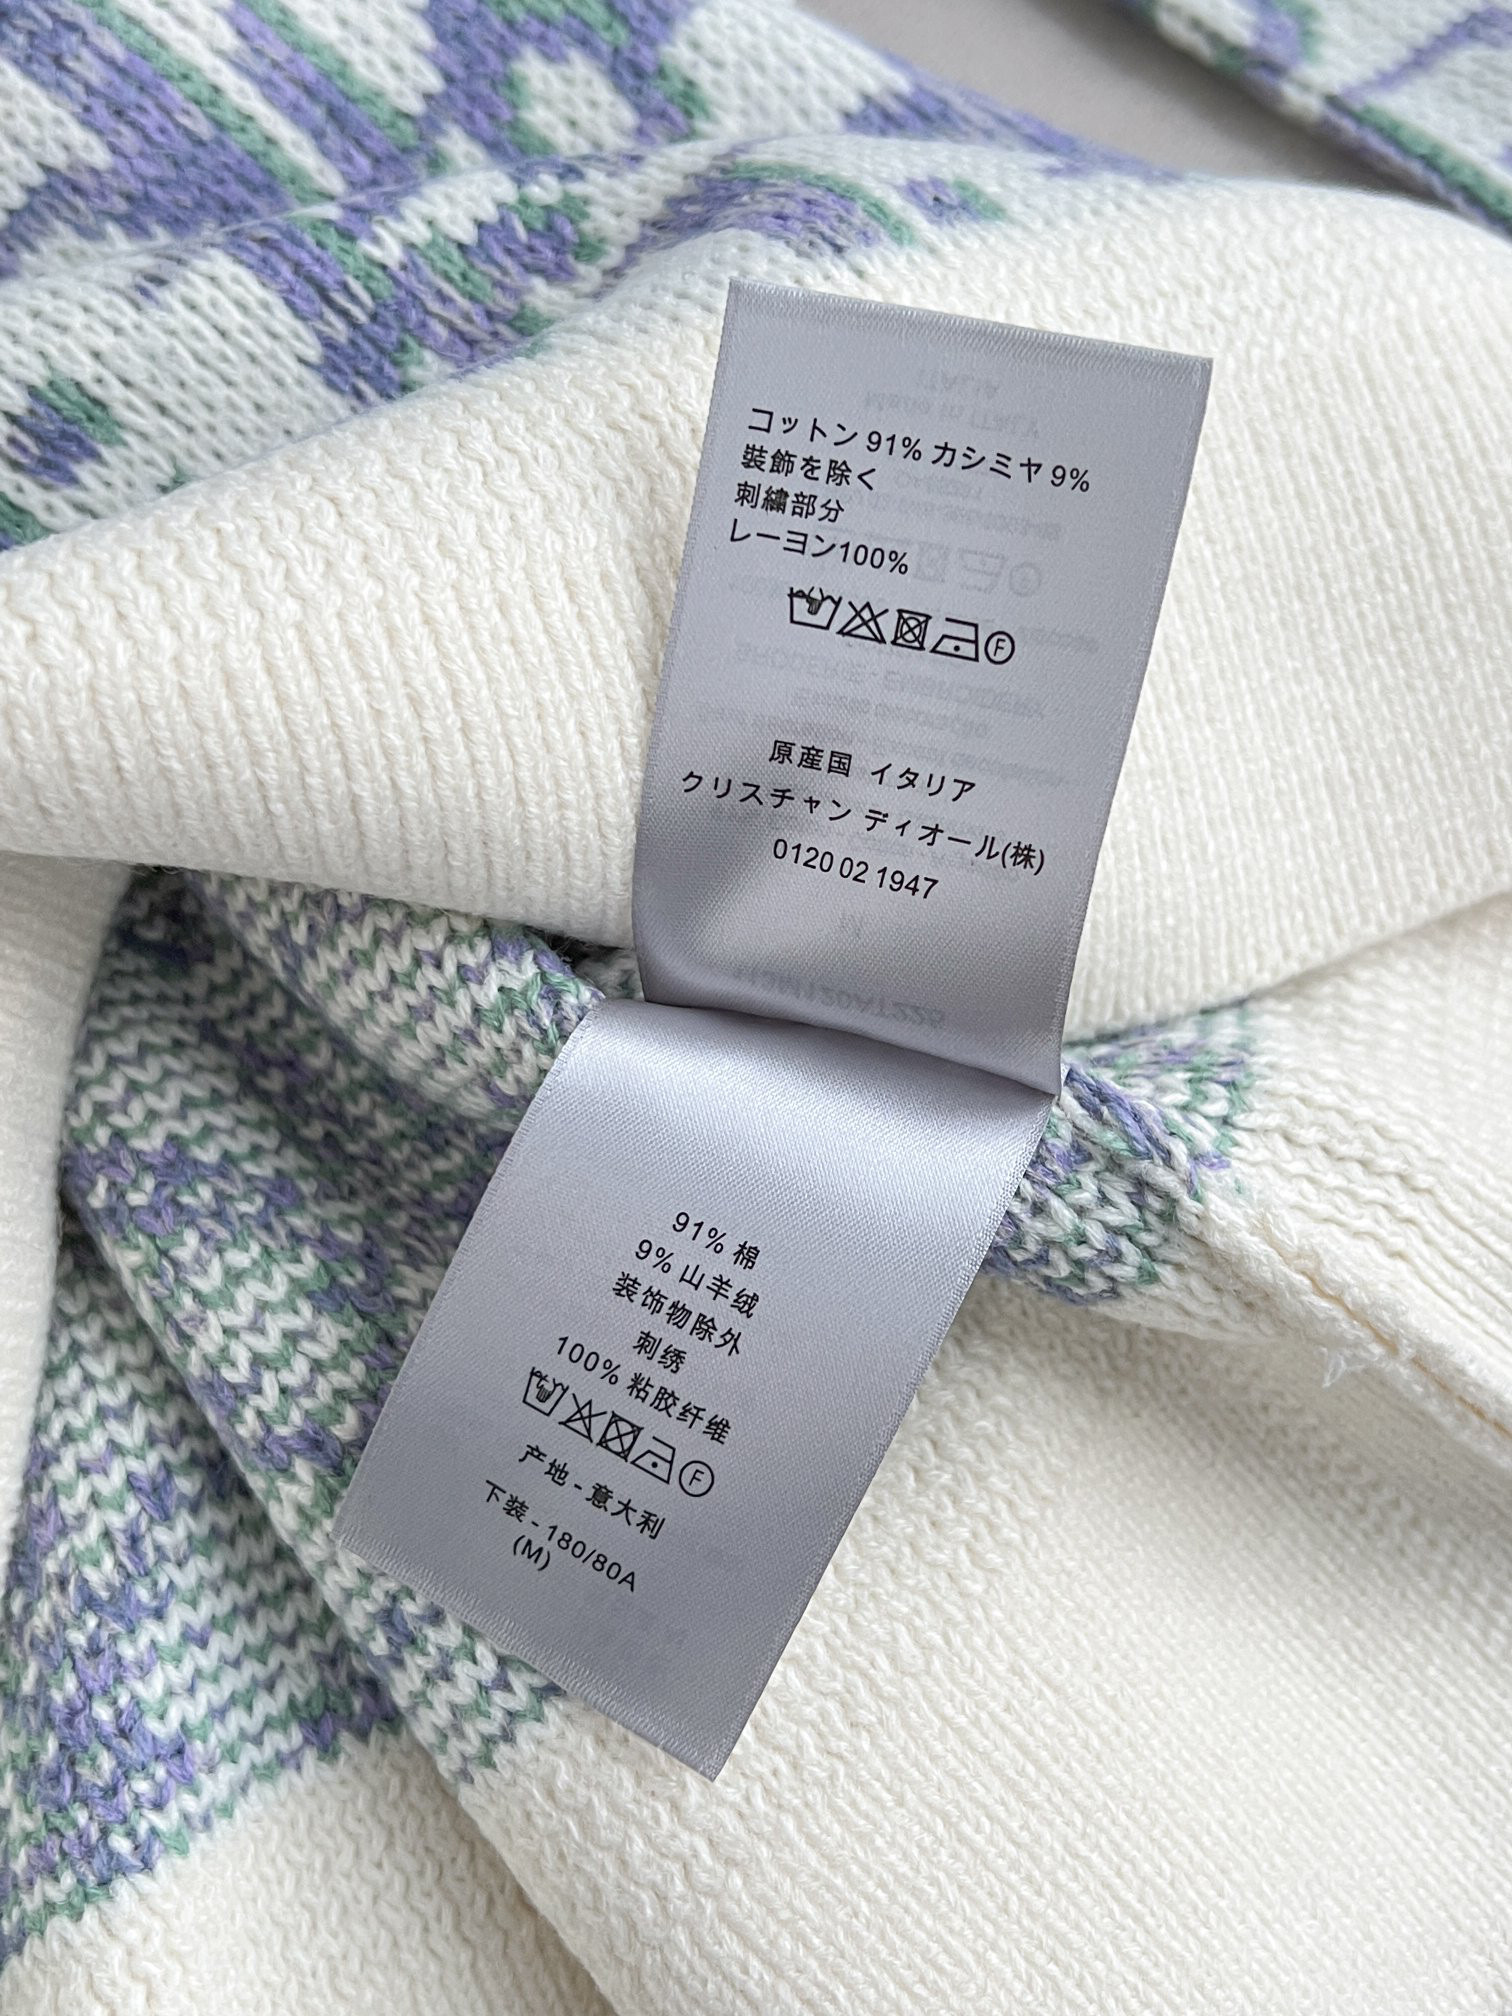 コットン 91% カシミヤ 9%
装飾を除く
刺繡部分
レーヨン100%
F
原産国 イタリア
クリスチャン ディオール(株)
0120 02 1947
91% 棉
9% 山羊绒
装饰物除外
刺绣
100% 粘胶纤维
F
产地 - 意大利
下装 - 180/80A
(M)